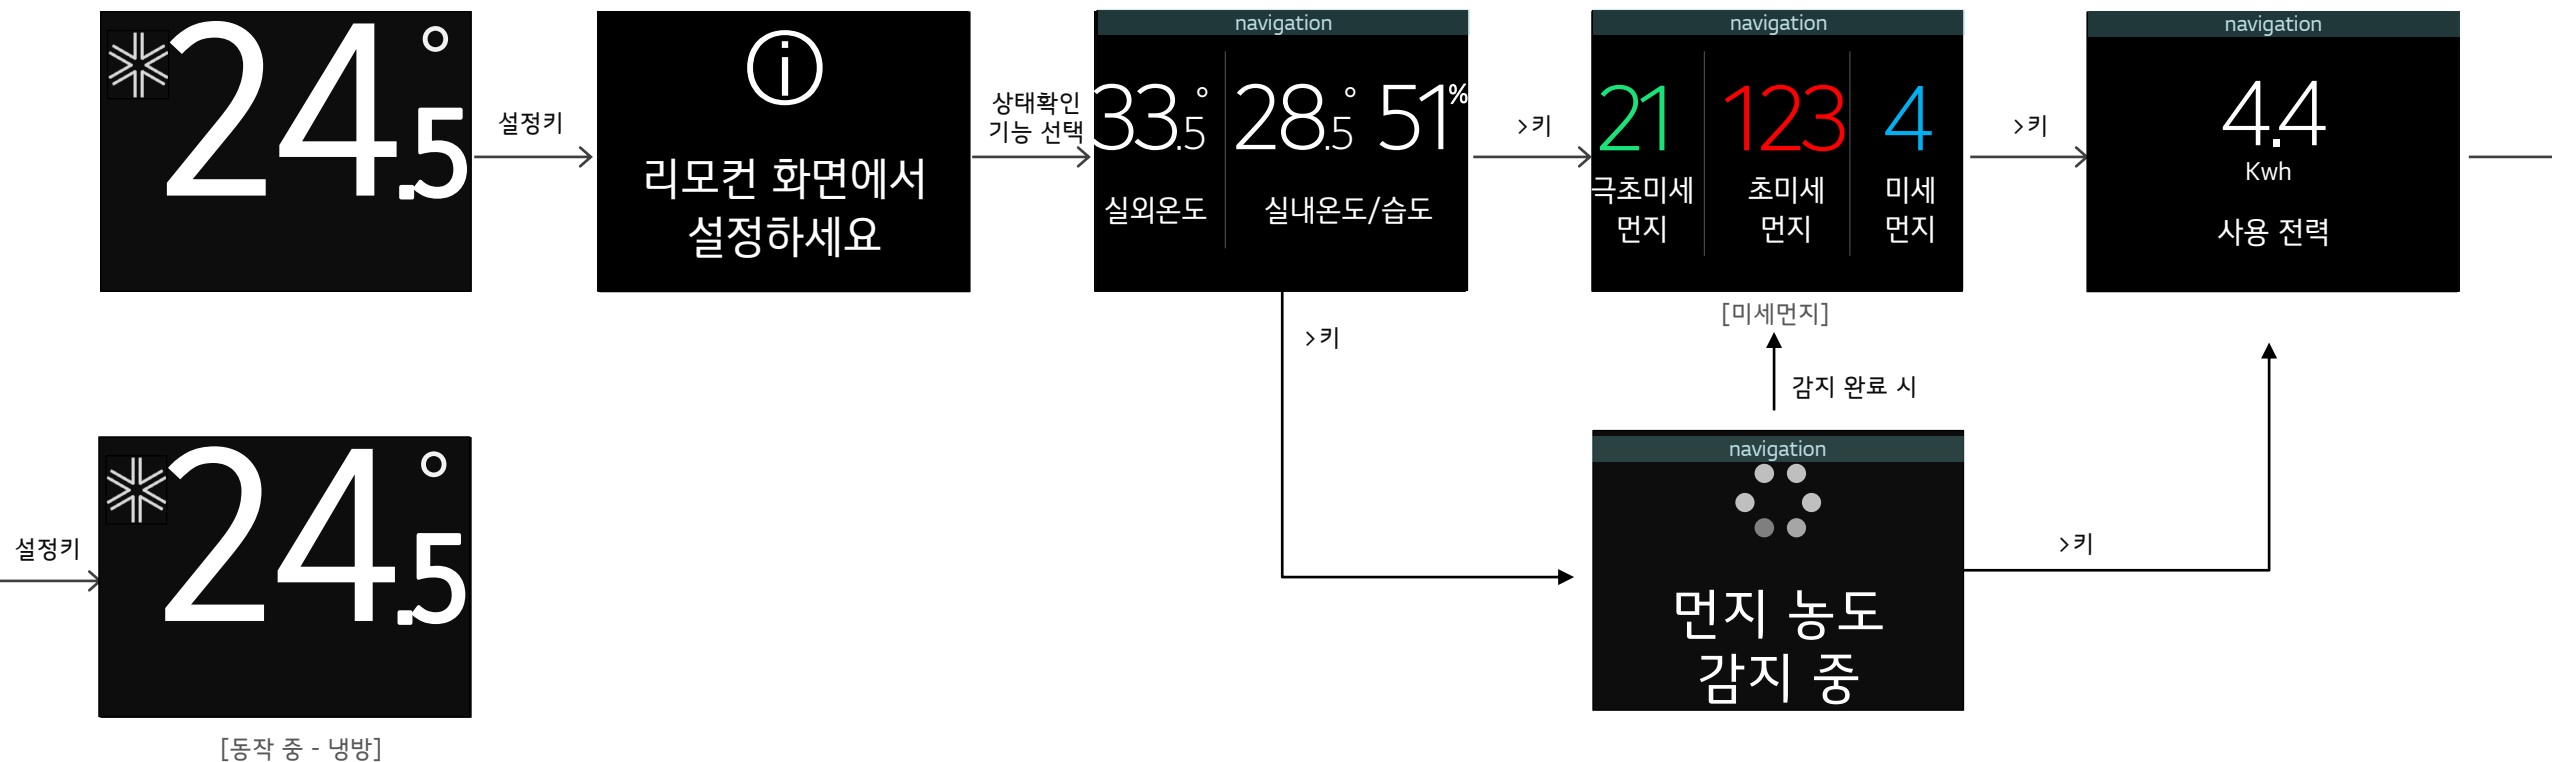 24.5°
설정키
ⓘ
리모컨 화면에서
설정하세요
상태확인
기능 선택
navigation
33.5° 28.5° 51%
실외온도 실내온도/습도
>키
navigation
21 123 4
극초미세 초미세 미세
먼지 먼지 먼지
[미세먼지]
>키
navigation
4.4
Kwh
사용 전력
>키
감지 완료 시
navigation
먼지 농도
감지 중
>키
설정키
24.5°
[동작 중 - 냉방]